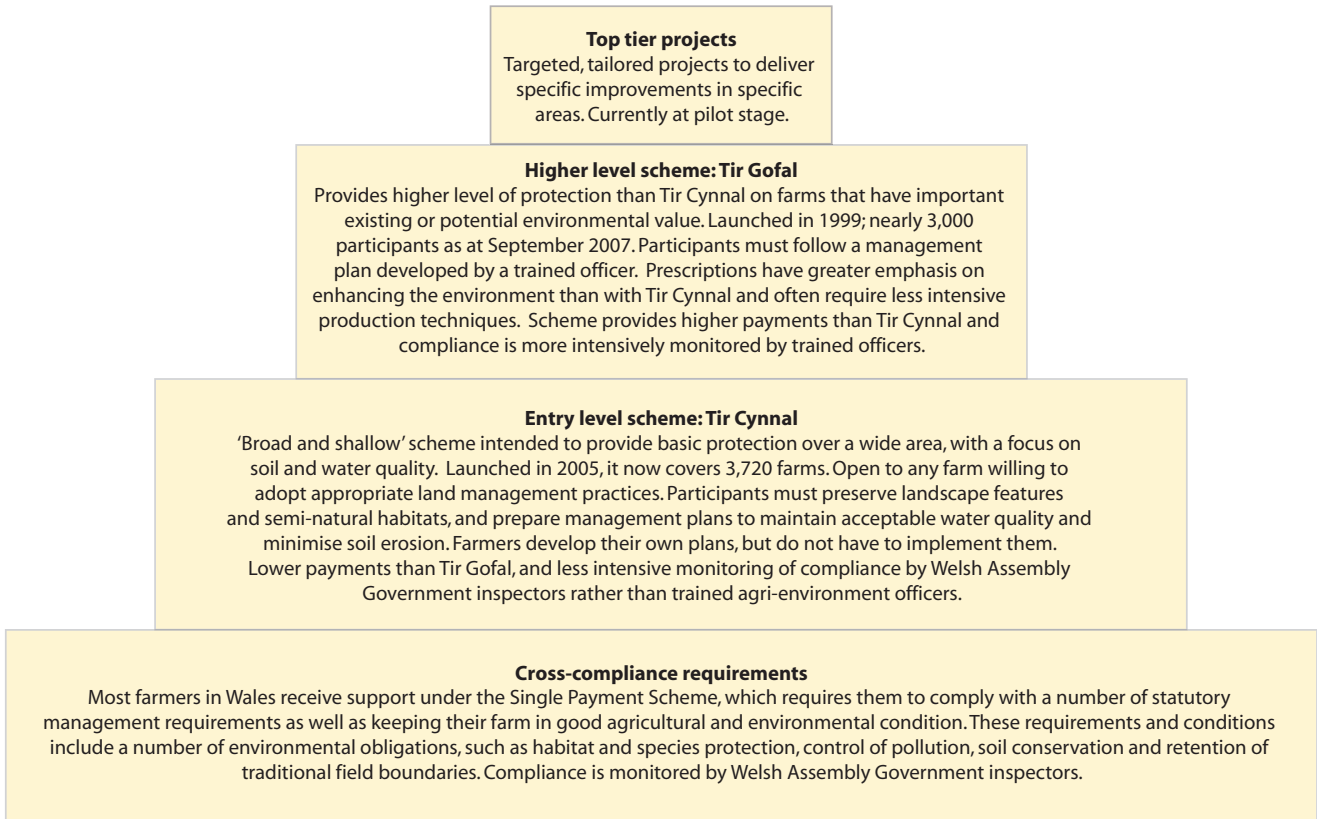 Top tier projects
Targeted, tailored projects to deliver
specific improvements in specific
areas. Currently at pilot stage.
Higher level scheme: Tir Gofal
Provides higher level of protection than Tir Cynnal on farms that have important
existing or potential environmental value. Launched in 1999; nearly 3,000
participants as at September 2007. Participants must follow a management
plan developed by a trained officer. Prescriptions have greater emphasis on
enhancing the environment than with Tir Cynnal and often require less intensive
production techniques. Scheme provides higher payments than Tir Cynnal and
compliance is more intensively monitored by trained officers.
Entry level scheme: Tir Cynnal
‘Broad and shallow’ scheme intended to provide basic protection over a wide area, with a focus on
soil and water quality. Launched in 2005, it now covers 3,720 farms. Open to any farm willing to
adopt appropriate land management practices. Participants must preserve landscape features
and semi-natural habitats, and prepare management plans to maintain acceptable water quality and
minimise soil erosion. Farmers develop their own plans, but do not have to implement them.
Lower payments than Tir Gofal, and less intensive monitoring of compliance by Welsh Assembly
Government inspectors rather than trained agri-environment officers.
Cross-compliance requirements
Most farmers in Wales receive support under the Single Payment Scheme, which requires them to comply with a number of statutory
management requirements as well as keeping their farm in good agricultural and environmental condition. These requirements and conditions
include a number of environmental obligations, such as habitat and species protection, control of pollution, soil conservation and retention of
traditional field boundaries. Compliance is monitored by Welsh Assembly Government inspectors.